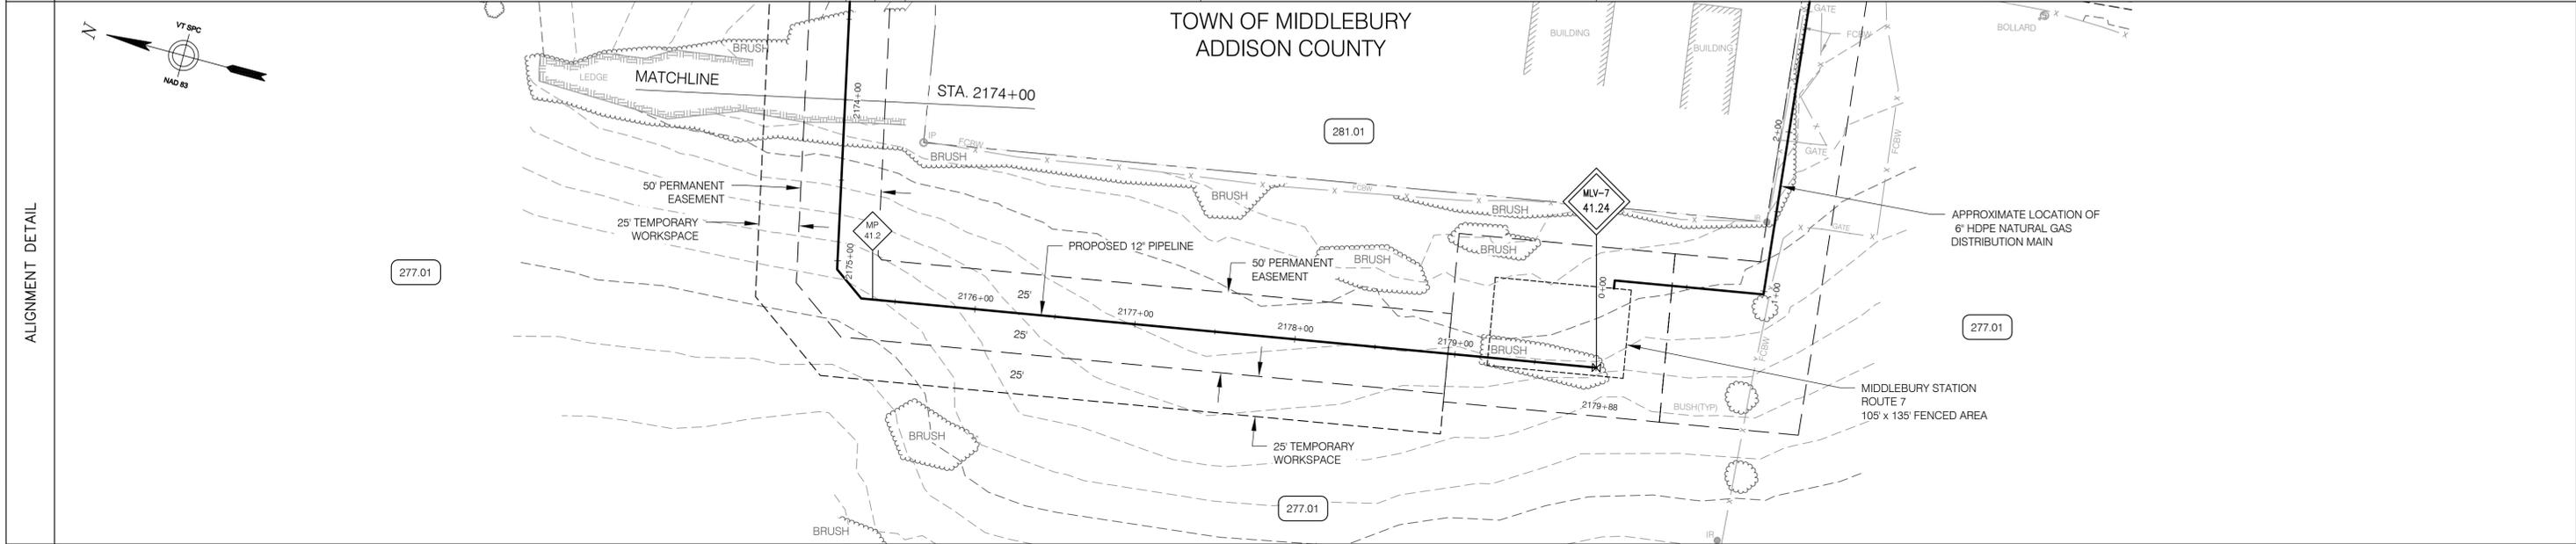 TOWN OF MIDDLEBURY
ADDISON COUNTY
N
VT SPC
NAD 83
ALIGNMENT DETAIL
BRUSH
LEDGE
MATCHLINE
STA. 2174+00
2174+00
BUILDING
BUILDING
GATE
FCBW
BOLLARD
X
X
281.01
IP
FCBW
BRUSH
2+00
GATE
FCBW
50' PERMANENT
EASEMENT
25' TEMPORARY
WORKSPACE
MP
41.2
2175+00
BRUSH
FCBW
BRUSH
MLV-7
41.24
IP
GATE
APPROXIMATE LOCATION OF
6" HDPE NATURAL GAS
DISTRIBUTION MAIN
PROPOSED 12" PIPELINE
BRUSH
BRUSH
50' PERMANENT
EASEMENT
277.01
2176+00
25'
2177+00
2178+00
2179+00
0+00
1+00
277.01
25'
BRUSH
FCBW
25'
MIDDLEBURY STATION
ROUTE 7
105' x 135' FENCED AREA
2179+88
BUSH(TYP)
BRUSH
25' TEMPORARY
WORKSPACE
277.01
BRUSH
IR